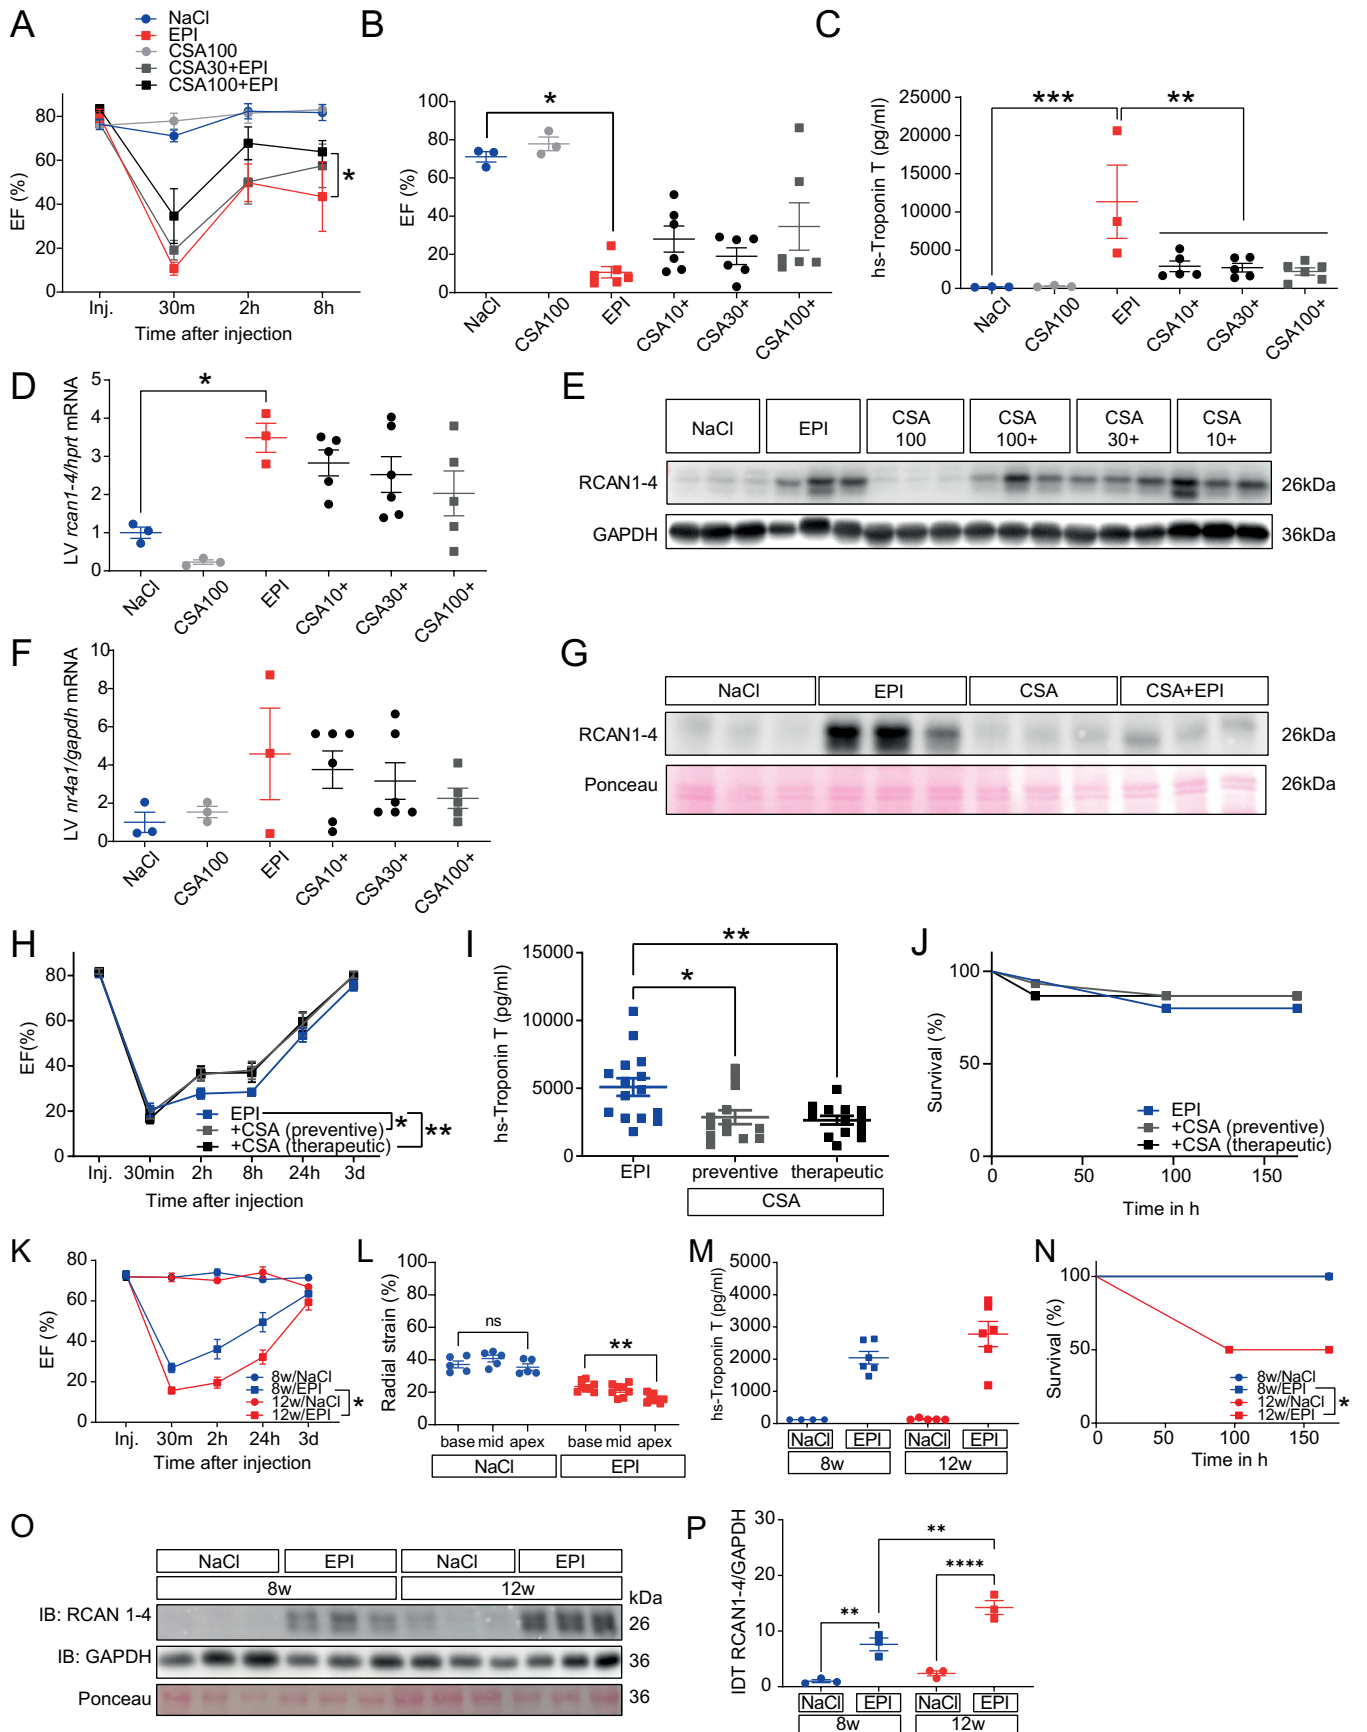 A
NaCl
EPI
CSA100
CSA30+EPI
CSA100+EPI
EF (%)
80
60
40
20
0
*
Inj.
30m
2h
8h
Time after injection
B
EF (%)
100
80
60
40
20
0
*
NaCl
CSA100
EPI
CSA10+
CSA30+
CSA100+
C
hs-Troponin T (pg/ml)
25000
20000
15000
10000
5000
0
***
**
NaCl
CSA100
EPI
CSA10+
CSA30+
CSA100+
D
LV rcan1-4/hprt mRNA
5
4
3
2
1
0
*
NaCl
CSA100
EPI
CSA10+
CSA30+
CSA100+
E
NaCl
EPI
CSA
100
CSA
100+
CSA
30+
CSA
10+
RCAN1-4
26kDa
GAPDH
36kDa
F
LV nr4a1/gapdh mRNA
10
8
6
4
2
0
NaCl
CSA100
EPI
CSA10+
CSA30+
CSA100+
G
NaCl
EPI
CSA
CSA+EPI
RCAN1-4
26kDa
Ponceau
26kDa
H
EF(%)
80
60
40
20
0
EPI
+CSA (preventive)
+CSA (therapeutic)
*
**
Inj.
30min
2h
8h
24h
3d
Time after injection
I
hs-Troponin T (pg/ml)
15000
10000
5000
0
**
*
EPI
preventive
therapeutic
CSA
J
Survival (%)
100
50
0
EPI
+CSA (preventive)
+CSA (therapeutic)
0
50
100
150
Time in h
K
EF (%)
80
60
40
20
0
8w/NaCl
8w/EPI
12w/NaCl
12w/EPI
*
Inj.
30m
2h
24h
3d
Time after injection
L
Radial strain (%)
100
80
60
40
20
0
ns
**
base
mid
apex
base
mid
apex
NaCl
EPI
M
hs-Troponin T (pg/ml)
5000
4000
3000
2000
1000
0
NaCl
EPI
NaCl
EPI
8w
12w
N
Survival (%)
100
50
0
8w/NaCl
8w/EPI
12w/NaCl
12w/EPI
*
0
50
100
150
Time in h
O
NaCl
EPI
NaCl
EPI
8w
12w
kDa
IB: RCAN 1-4
26
IB: GAPDH
36
Ponceau
36
P
IDT RCAN1-4/GAPDH
30
20
10
0
**
**
****
NaCl
EPI
NaCl
EPI
8w
12w